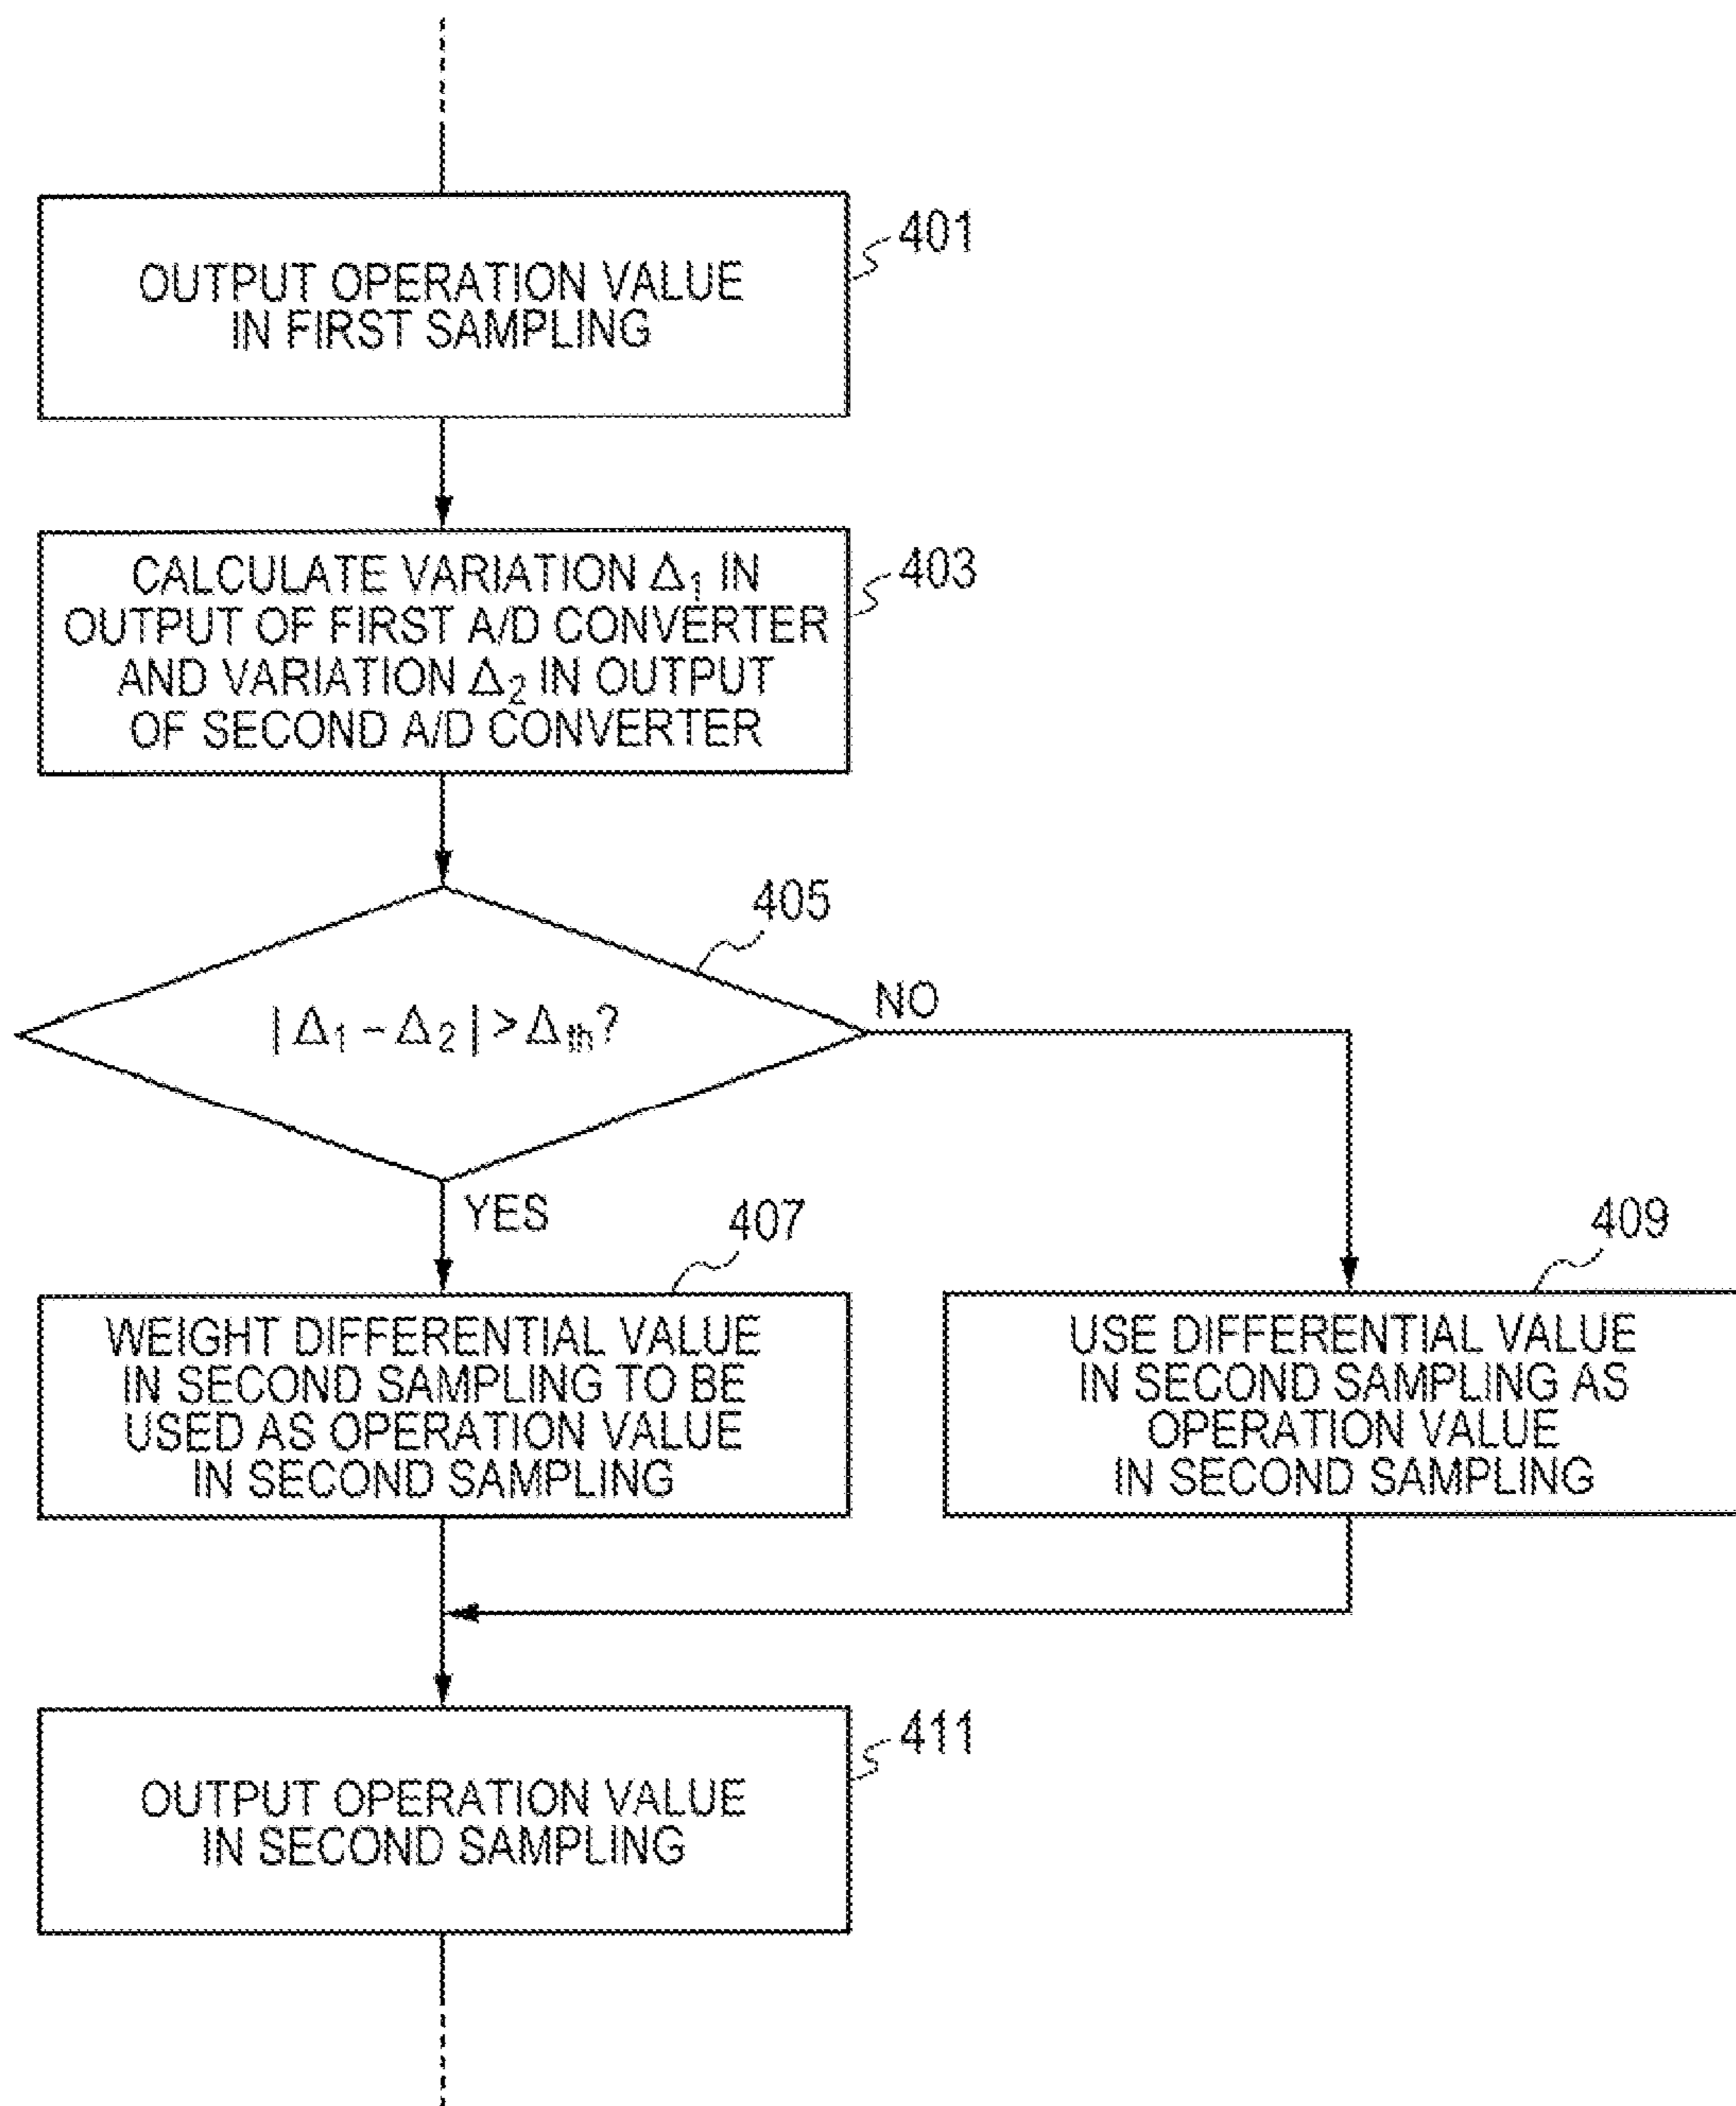 OUTPUT OPERATION VALUE
IN FIRST SAMPLING
401
CALCULATE VARIATION Δ₁ IN
OUTPUT OF FIRST A/D CONVERTER
AND VARIATION Δ₂ IN OUTPUT
OF SECOND A/D CONVERTER
403
405
| Δ₁ – Δ₂ | > Δth?
NO
YES
407
WEIGHT DIFFERENTIAL VALUE
IN SECOND SAMPLING TO BE
USED AS OPERATION VALUE
IN SECOND SAMPLING
409
USE DIFFERENTIAL VALUE
IN SECOND SAMPLING AS
OPERATION VALUE
IN SECOND SAMPLING
OUTPUT OPERATION VALUE
IN SECOND SAMPLING
411